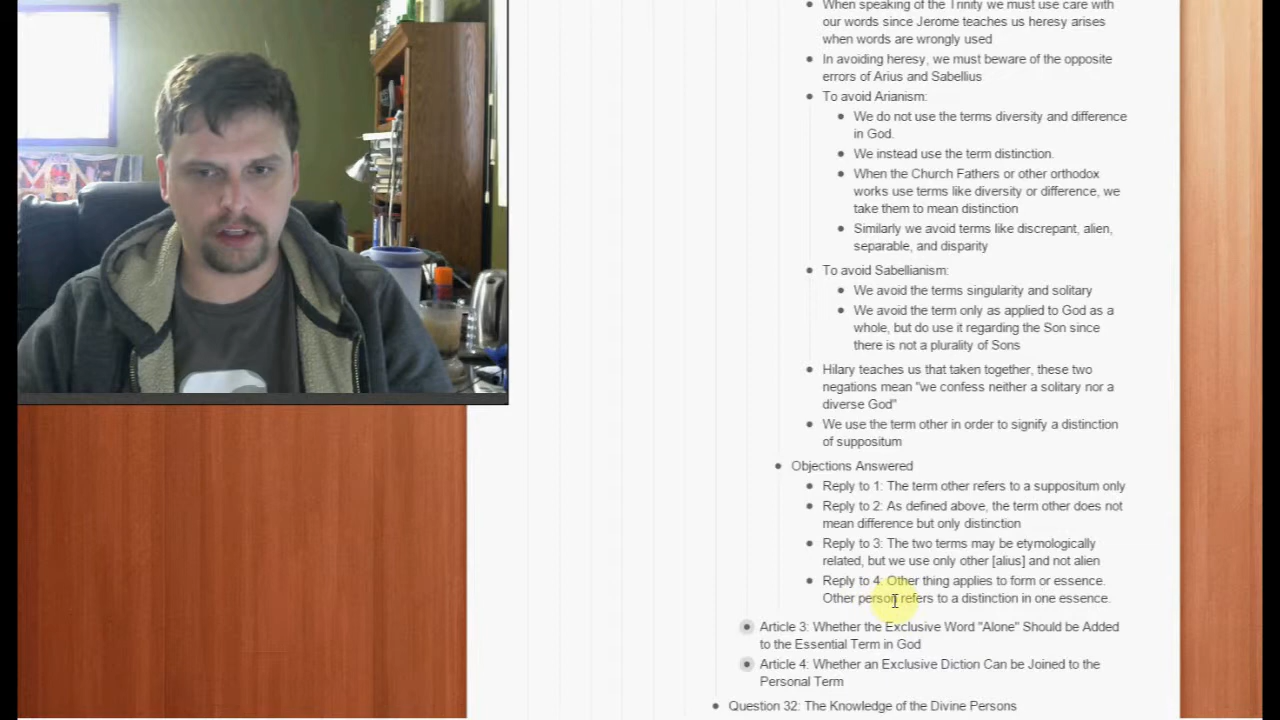 When speaking of the Trinity we must use care with
our words since Jerome teaches us heresy arises
when words are wrongly used
In avoiding heresy, we must beware of the opposite
errors of Arius and Sabellius
To avoid Arianism:
We do not use the terms diversity and difference
in God.
We instead use the term distinction.
When the Church Fathers or other orthodox
works use terms like diversity or difference, we
take them to mean distinction
Similarly we avoid terms like discrepant, alien,
separable, and disparity
To avoid Sabellianism:
We avoid the terms singularity and solitary
We avoid the term only as applied to God as a
whole, but do use it regarding the Son since
there is not a plurality of Sons
Hilary teaches us that taken together, these two
negations mean "we confess neither a solitary nor a
diverse God"
We use the term other in order to signify a distinction
of suppositum
Objections Answered
Reply to 1: The term other refers to a suppositum only
Reply to 2: As defined above, the term other does not
mean difference but only distinction
Reply to 3: The two terms may be etymologically
related, but we use only other [alius] and not alien
Reply to 4: Other thing applies to form or essence.
Other person refers to a distinction in one essence.
Article 3: Whether the Exclusive Word "Alone" Should be Added
to the Essential Term in God
Article 4: Whether an Exclusive Diction Can be Joined to the
Personal Term
Question 32: The Knowledge of the Divine Persons